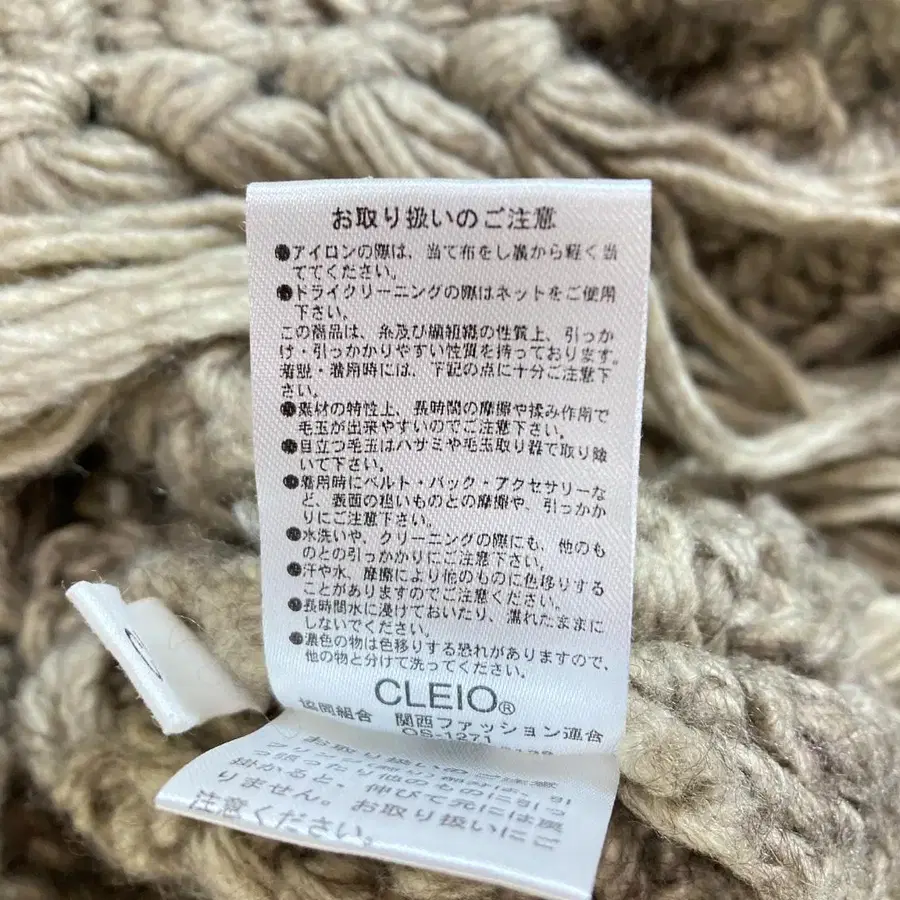 お取り扱いのご注意
●アイロンの際は、当て布をし裏から軽く当
ててください。
●ドライクリーニングの際はネットをご使用
下さい。
この商品は、糸及び編組織の性質上、引っか
け・引っかかりやすい性質を持っております。
着脱・着用時には、下記の点に十分ご注意下
さい。
●素材の特性上、長時間の摩擦や揉み作用で
毛玉が出来やすいのでご注意下さい。
●目立つ毛玉はハサミや毛玉取り器で取り除
いて下さい。
●着用時にベルト・バック・アクセサリーな
ど、表面の粗いものとの摩擦や、引っかか
りにご注意下さい。
●水洗いや、クリーニングの際にも、他のも
のとの引っかかりにご注意下さい。
●汗や水、摩擦により他のものに色移りする
ことがありますのでご注意ください。
●長時間水に浸けておいたり、濡れたままに
しないでください。
●濃色の物は色移りする恐れがありますので、
他の物と分けて洗ってください。
CLEIO®
協同組合 関西ファッション連合
OS-1271
お取り扱いのご注意
掛かると、伸びて元には戻
りません。お取り扱いにご
注意ください。